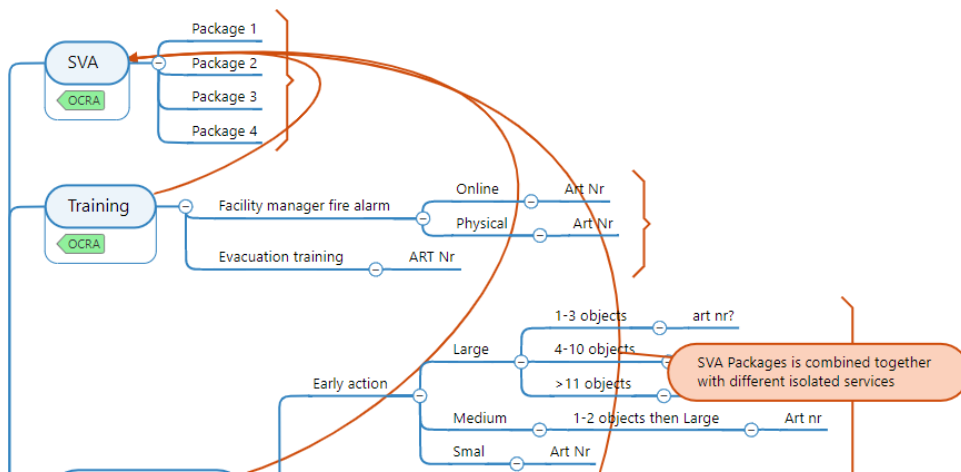 SVA
OCRA
Package 1
Package 2
Package 3
Package 4
Training
OCRA
Facility manager fire alarm
Online
Art Nr
Physical
Art Nr
Evacuation training
ART Nr
Early action
Large
1-3 objects
art nr?
4-10 objects
>11 objects
SVA Packages is combined together
with different isolated services
Medium
1-2 objects then Large
Art nr
Smal
Art Nr